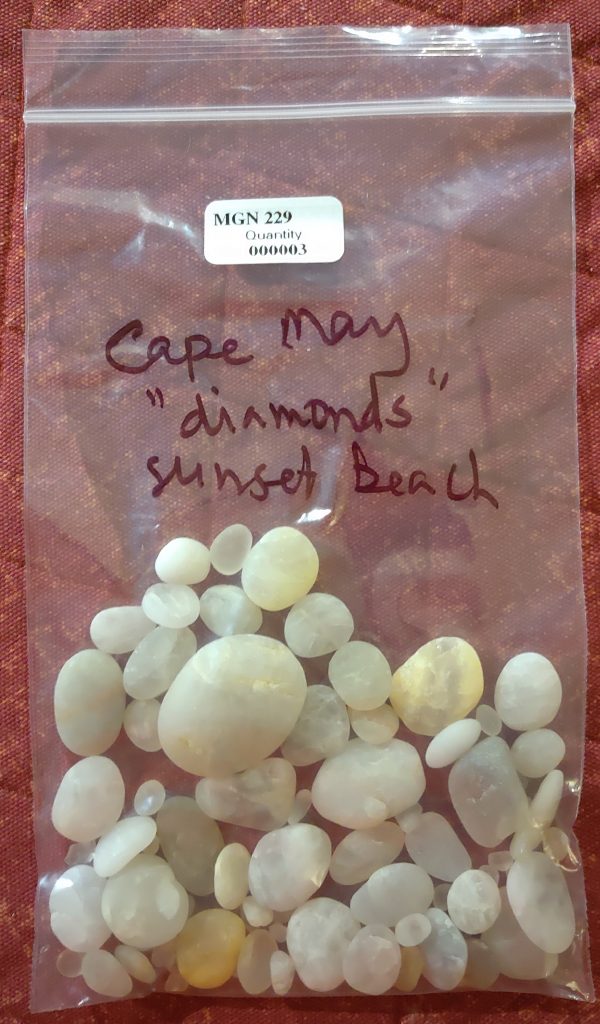 MGN 229
Quantity
000003
Cape May
"diamonds"
sunset Beach